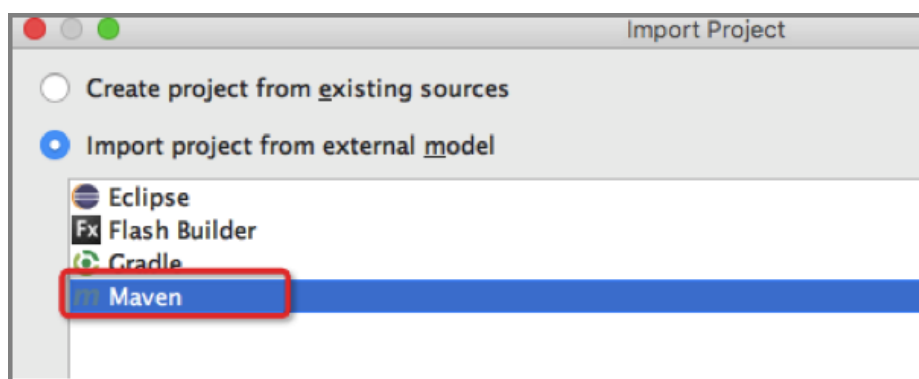 Import Project
Create project from existing sources
Import project from external model
Eclipse
Fx Flash Builder
Gradle
m Maven